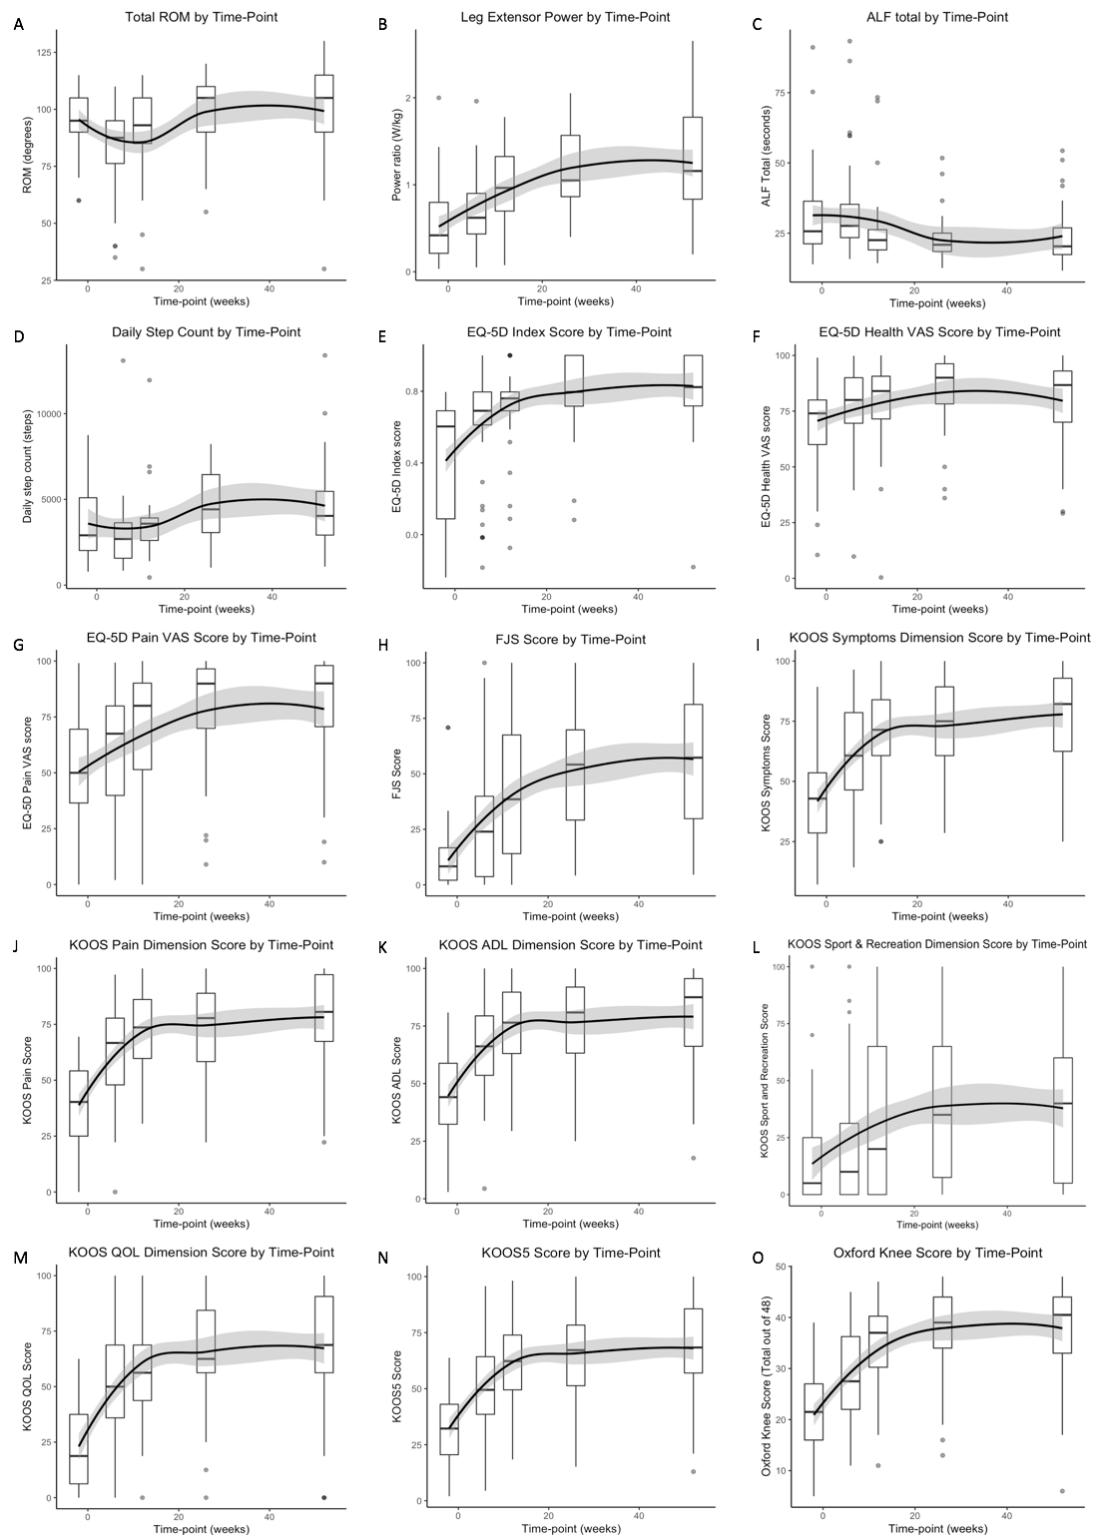 A
Total ROM by Time-Point
ROM (degrees)
125
100
75
50
25
0
20
40
Time-point (weeks)
B
Leg Extensor Power by Time-Point
Power ratio (W/kg)
2
1
0
0
20
40
Time-point (weeks)
C
ALF total by Time-Point
ALF Total (seconds)
75
50
25
0
20
40
Time-point (weeks)
D
Daily Step Count by Time-Point
Daily step count (steps)
10000
5000
0
0
20
40
Time-point (weeks)
E
EQ-5D Index Score by Time-Point
EQ-5D Index score
0.8
0.4
0.0
0
20
40
Time-point (weeks)
F
EQ-5D Health VAS Score by Time-Point
EQ-5D Health VAS score
100
75
50
25
0
0
20
40
Time-point (weeks)
G
EQ-5D Pain VAS Score by Time-Point
EQ-5D Pain VAS score
100
75
50
25
0
0
20
40
Time-point (weeks)
H
FJS Score by Time-Point
FJS Score
100
75
50
25
0
0
20
40
Time-point (weeks)
I
KOOS Symptoms Dimension Score by Time-Point
KOOS Symptoms Score
100
75
50
25
0
20
40
Time-point (weeks)
J
KOOS Pain Dimension Score by Time-Point
KOOS Pain Score
100
75
50
25
0
0
20
40
Time-point (weeks)
K
KOOS ADL Dimension Score by Time-Point
KOOS ADL Score
100
75
50
25
0
0
20
40
Time-point (weeks)
L
KOOS Sport & Recreation Dimension Score by Time-Point
KOOS Sport and Recreation Score
100
75
50
25
0
0
20
40
Time-point (weeks)
M
KOOS QOL Dimension Score by Time-Point
KOOS QOL Score
100
75
50
25
0
0
20
40
Time-point (weeks)
N
KOOS5 Score by Time-Point
KOOS5 Score
100
75
50
25
0
0
20
40
Time-point (weeks)
O
Oxford Knee Score by Time-Point
Oxford Knee Score (Total out of 48)
50
40
30
20
10
0
20
40
Time-point (weeks)